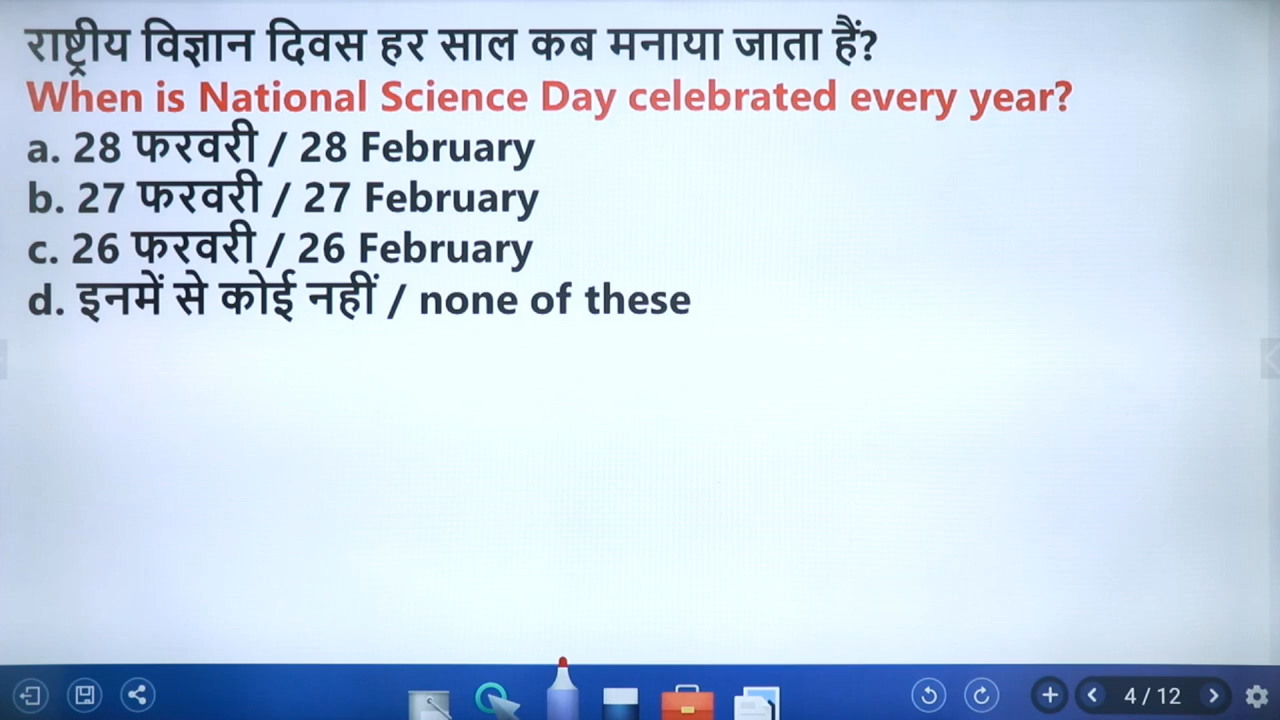 राष्ट्रीय विज्ञान दिवस हर साल कब मनाया जाता हैं?
When is National Science Day celebrated every year?
a. 28 फरवरी / 28 February
b. 27 फरवरी / 27 February
c. 26 फरवरी / 26 February
d. इनमें से कोई नहीं / none of these
4 / 12